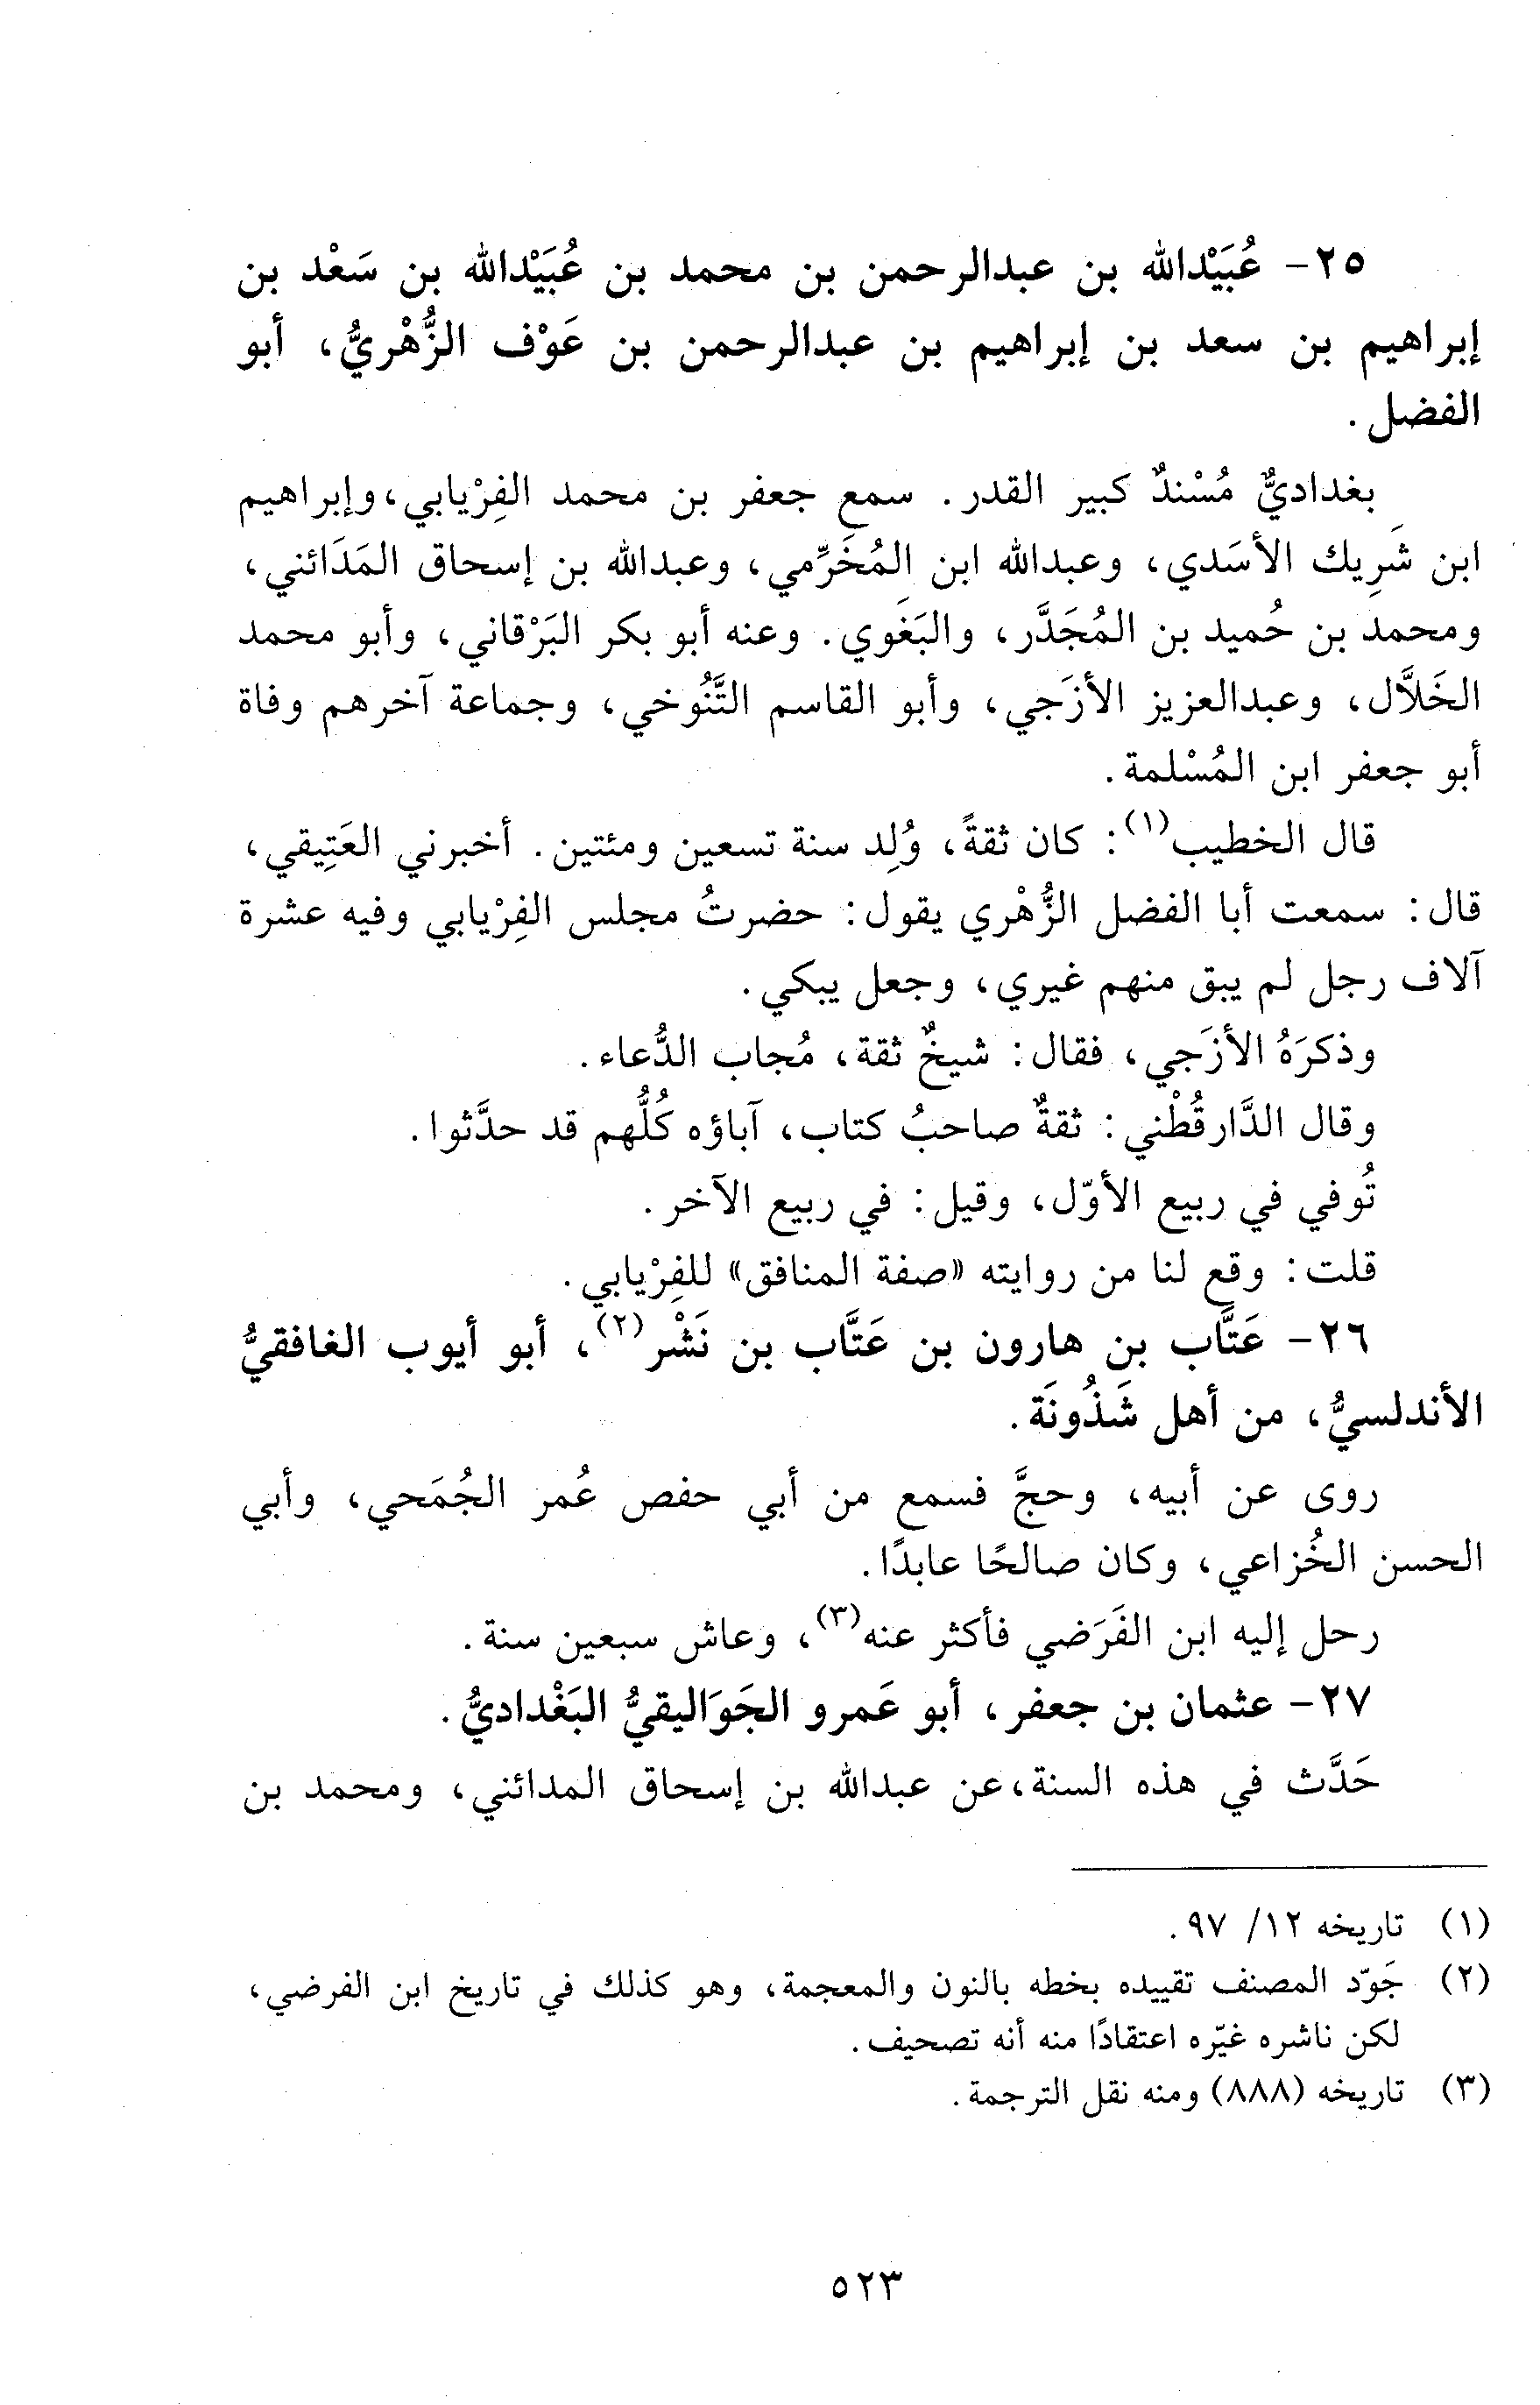 ٢٥- عُبَيْدالله بن عبدالرحمن بن محمد بن عُبَيْدالله بن سَعْد بن
إبراهيم بن سعد بن إبراهيم بن عبدالرحمن بن عَوْف الزُّهْريُّ، أبو
الفضل.
بغداديٌّ مُسْندٌ كبير القدر. سمع جعفر بن محمد الفِرْيابي، وإبراهيم
ابن شَرِيك الأسَدي، وعبدالله ابن المُخَرِّمي، وعبدالله بن إسحاق المَدَائني،
ومحمد بن حُميد بن المُجَدَّر، والبَغَوي. وعنه أبو بكر البَرْقاني، وأبو محمد
الخَلاَّل، وعبدالعزيز الأزَجي، وأبو القاسم التَّنُوخي، وجماعة آخرهم وفاة
أبو جعفر ابن المُسْلمة.
قال الخطيب(١): كان ثقةً، وُلِد سنة تسعين ومئتين. أخبرني العَتِيقي،
قال: سمعت أبا الفضل الزُّهْري يقول: حضرتُ مجلس الفِرْيابي وفيه عشرة
آلاف رجل لم يبق منهم غيري، وجعل يبكي.
وذكرَهُ الأزَجي، فقال: شيخٌ ثقة، مُجاب الدُّعاء.
وقال الدَّارقُطْني: ثقةٌ صاحبُ كتاب، آباؤه كُلُّهم قد حدَّثوا.
تُوفي في ربيع الأوّل، وقيل: في ربيع الآخر.
قلت: وقع لنا من روايته «صفة المنافق» للفِرْيابي.
٢٦- عَتَّاب بن هارون بن عَتَّاب بن نَشْر(٢)، أبو أيوب الغافقيُّ
الأندلسيُّ، من أهل شَذُونَة.
روى عن أبيه، وحجَّ فسمع من أبي حفص عُمر الجُمَحي، وأبي
الحسن الخُزاعي، وكان صالحًا عابدًا.
رحل إليه ابن الفَرَضي فأكثر عنه(٣)، وعاش سبعين سنة.
٢٧- عثمان بن جعفر، أبو عَمرو الجَوَاليقيُّ البَغْداديُّ.
حَدَّث في هذه السنة، عن عبدالله بن إسحاق المدائني، ومحمد بن
(١) تاريخه ١٢/ ٩٧.
(٢) جَوّد المصنف تقييده بخطه بالنون والمعجمة، وهو كذلك في تاريخ ابن الفرضي،
لكن ناشره غيّره اعتقادًا منه أنه تصحيف.
(٣) تاريخه (٨٨٨) ومنه نقل الترجمة.
٥٢٣